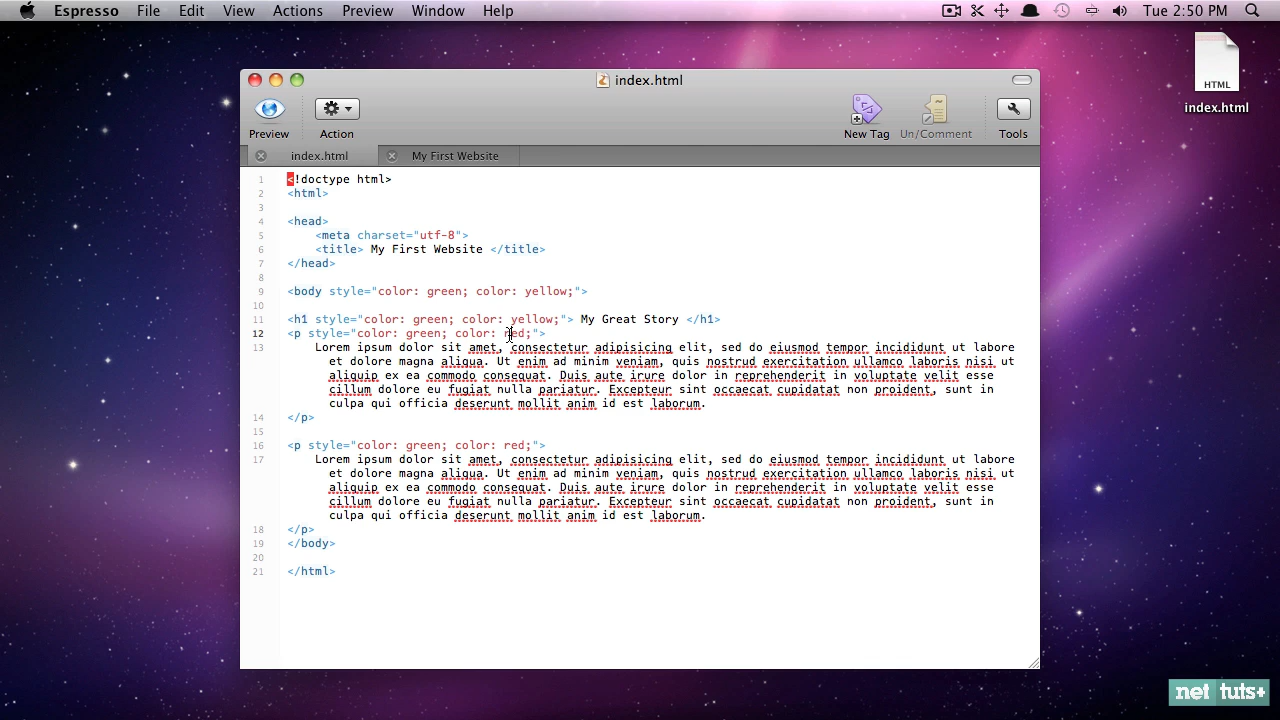 Espresso File Edit View Actions Preview Window Help Tue 2:50 PM
HTML
index.html
index.html
Preview Action New Tag Un/Comment Tools
index.html My First Website
1 <!doctype html>
2 <html>
3
4 <head>
5 <meta charset="utf-8">
6 <title> My First Website </title>
7 </head>
8
9 <body style="color: green; color: yellow;">
10
11 <h1 style="color: green; color: yellow;"> My Great Story </h1>
12 <p style="color: green; color: red;">
13 Lorem ipsum dolor sit amet, consectetur adipisicing elit, sed do eiusmod tempor incididunt ut labore
et dolore magna aliqua. Ut enim ad minim veniam, quis nostrud exercitation ullamco laboris nisi ut
aliquip ex ea commodo consequat. Duis aute irure dolor in reprehenderit in voluptate velit esse
cillum dolore eu fugiat nulla pariatur. Excepteur sint occaecat cupidatat non proident, sunt in
culpa qui officia deserunt mollit anim id est laborum.
14 </p>
15
16 <p style="color: green; color: red;">
17 Lorem ipsum dolor sit amet, consectetur adipisicing elit, sed do eiusmod tempor incididunt ut labore
et dolore magna aliqua. Ut enim ad minim veniam, quis nostrud exercitation ullamco laboris nisi ut
aliquip ex ea commodo consequat. Duis aute irure dolor in reprehenderit in voluptate velit esse
cillum dolore eu fugiat nulla pariatur. Excepteur sint occaecat cupidatat non proident, sunt in
culpa qui officia deserunt mollit anim id est laborum.
18 </p>
19 </body>
20
21 </html>
net tuts+